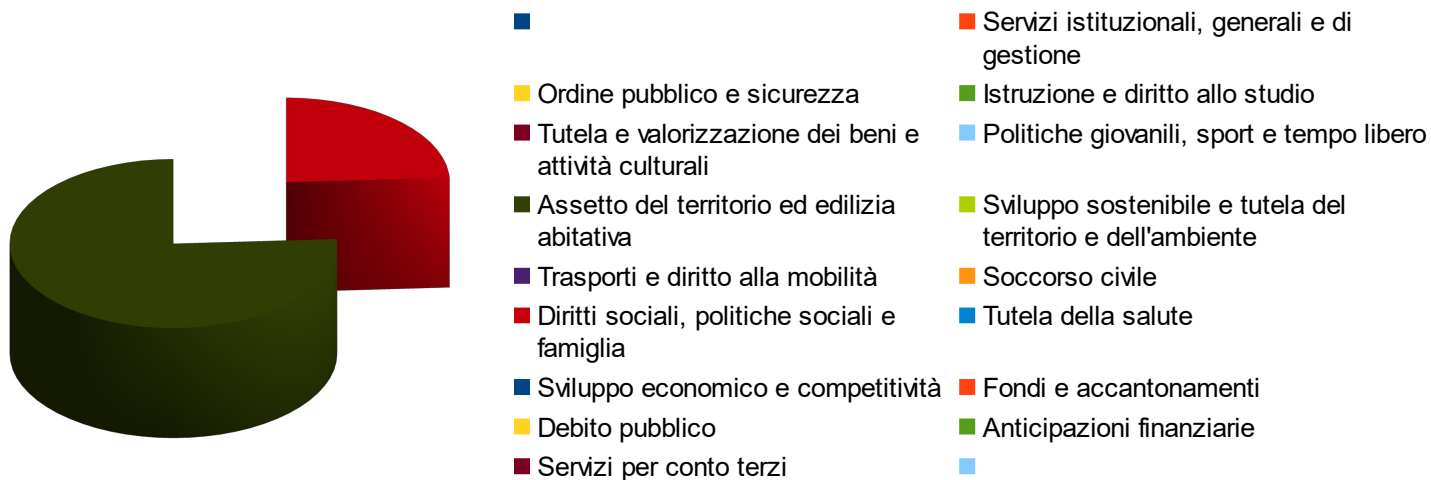 Servizi istituzionali, generali e di
gestione
Ordine pubblico e sicurezza
Istruzione e diritto allo studio
Tutela e valorizzazione dei beni e
attività culturali
Politiche giovanili, sport e tempo libero
Assetto del territorio ed edilizia
abitativa
Sviluppo sostenibile e tutela del
territorio e dell'ambiente
Trasporti e diritto alla mobilità
Soccorso civile
Diritti sociali, politiche sociali e
famiglia
Tutela della salute
Sviluppo economico e competitività
Fondi e accantonamenti
Debito pubblico
Anticipazioni finanziarie
Servizi per conto terzi